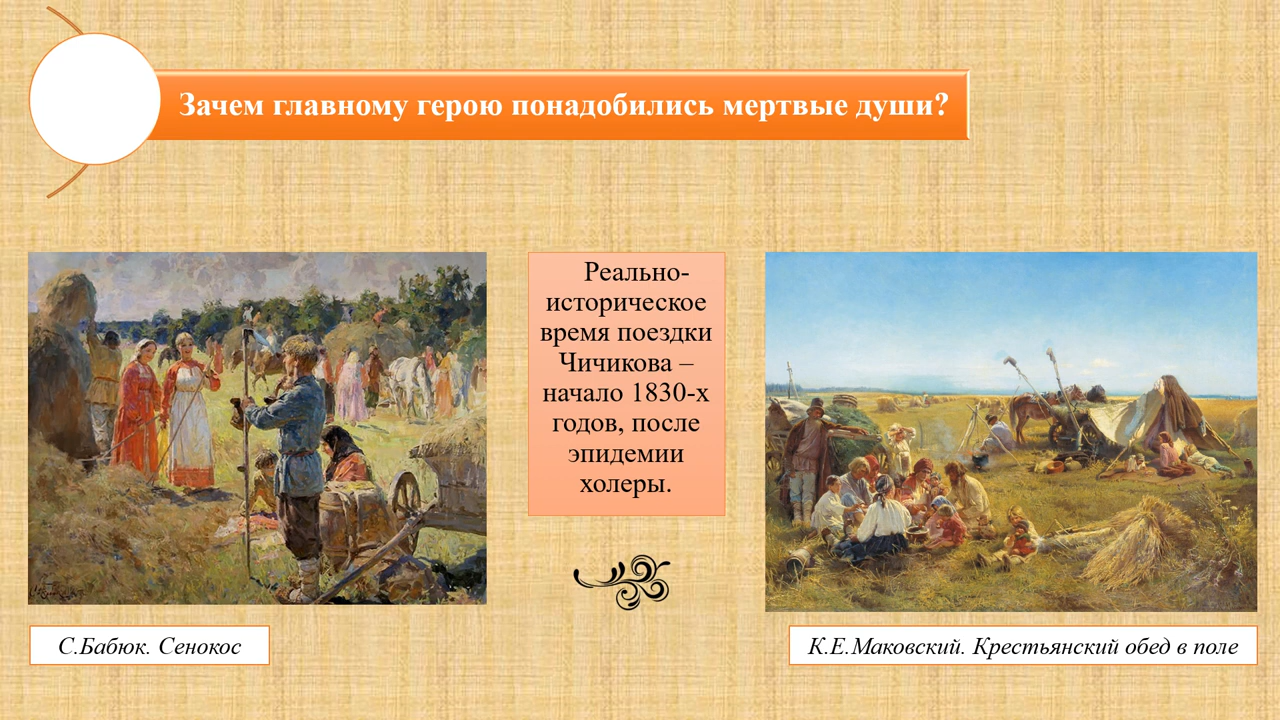 Зачем главному герою понадобились мертвые души?
Реально-
историческое
время поездки
Чичикова –
начало 1830-х
годов, после
эпидемии
холеры.
С.Бабюк. Сенокос
К.Е.Маковский. Крестьянский обед в поле